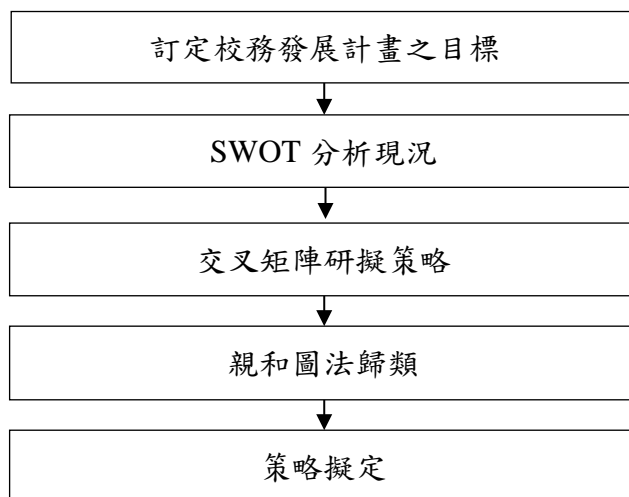 訂定校務發展計畫之目標
SWOT 分析現況
交叉矩陣研擬策略
親和圖法歸類
策略擬定